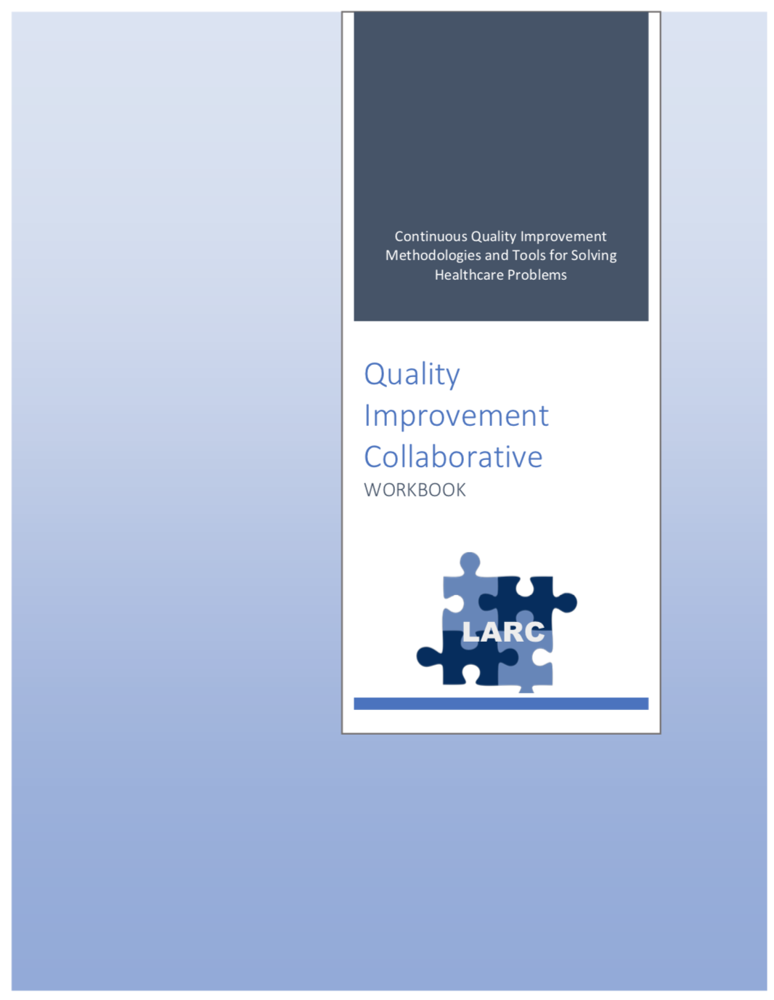 Continuous Quality Improvement
Methodologies and Tools for Solving
Healthcare Problems
Quality
Improvement
Collaborative
WORKBOOK
LARC